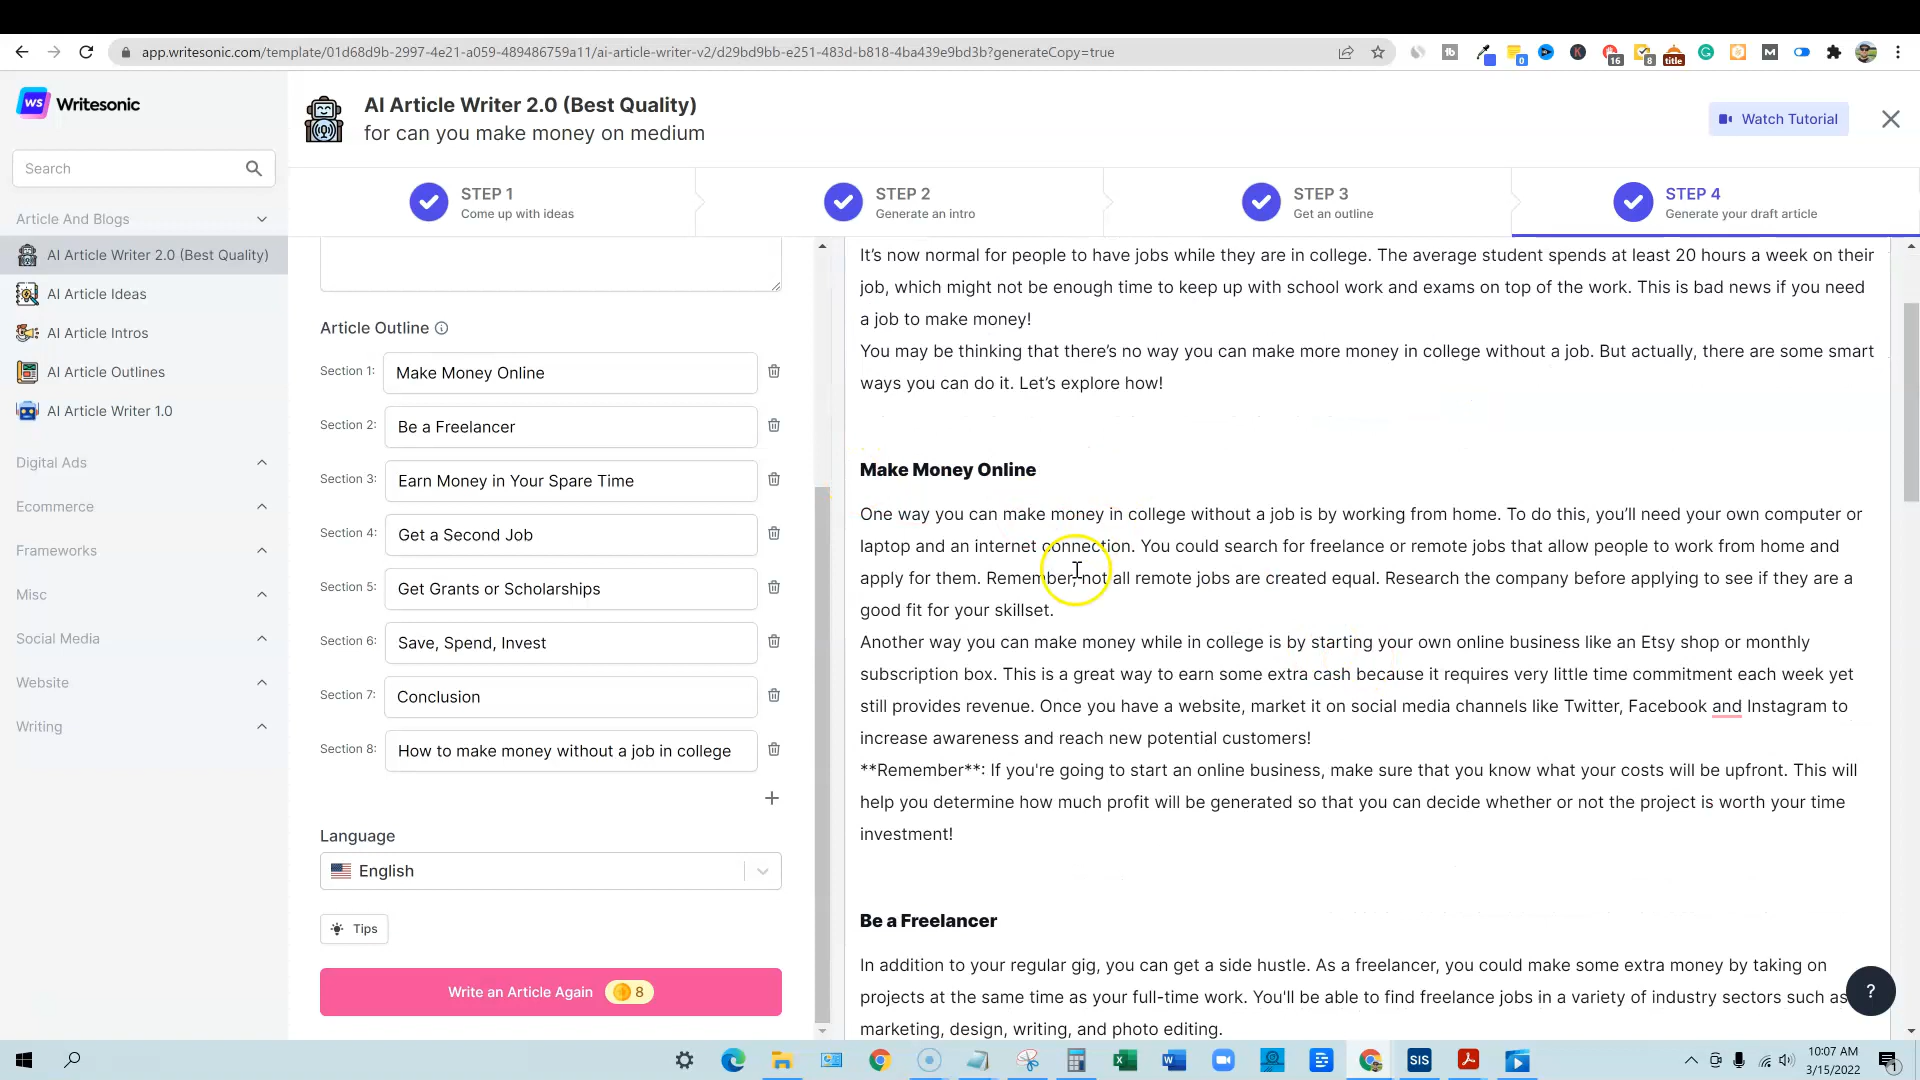 app.writesonic.com/template/01d68d9b-2997-4e21-a059-489486759a11/ai-article-writer-v2/d29bd9bb-e251-483d-b818-4ba439e9bd3b?generateCopy=true
16
0
8
title
WS Writesonic
AI Article Writer 2.0 (Best Quality)
for can you make money on medium
Watch Tutorial
Search
STEP 1
Come up with ideas
STEP 2
Generate an intro
STEP 3
Get an outline
STEP 4
Generate your draft article
Article And Blogs
AI Article Writer 2.0 (Best Quality)
AI Article Ideas
AI Article Intros
AI Article Outlines
AI Article Writer 1.0
Digital Ads
Ecommerce
Frameworks
Misc
Social Media
Website
Writing
Article Outline
Section 1: Make Money Online
Section 2: Be a Freelancer
Section 3: Earn Money in Your Spare Time
Section 4: Get a Second Job
Section 5: Get Grants or Scholarships
Section 6: Save, Spend, Invest
Section 7: Conclusion
Section 8: How to make money without a job in college
Language
English
Tips
Write an Article Again 8
It's now normal for people to have jobs while they are in college. The average student spends at least 20 hours a week on their
job, which might not be enough time to keep up with school work and exams on top of the work. This is bad news if you need
a job to make money!
You may be thinking that there's no way you can make more money in college without a job. But actually, there are some smart
ways you can do it. Let's explore how!
Make Money Online
One way you can make money in college without a job is by working from home. To do this, you'll need your own computer or
laptop and an internet connection. You could search for freelance or remote jobs that allow people to work from home and
apply for them. Remember, not all remote jobs are created equal. Research the company before applying to see if they are a
good fit for your skillset.
Another way you can make money while in college is by starting your own online business like an Etsy shop or monthly
subscription box. This is a great way to earn some extra cash because it requires very little time commitment each week yet
still provides revenue. Once you have a website, market it on social media channels like Twitter, Facebook and Instagram to
increase awareness and reach new potential customers!
**Remember**: If you're going to start an online business, make sure that you know what your costs will be upfront. This will
help you determine how much profit will be generated so that you can decide whether or not the project is worth your time
investment!
Be a Freelancer
In addition to your regular gig, you can get a side hustle. As a freelancer, you could make some extra money by taking on
projects at the same time as your full-time work. You'll be able to find freelance jobs in a variety of industry sectors such as
marketing, design, writing, and photo editing.
?
SIS
10:07 AM
3/15/2022
1